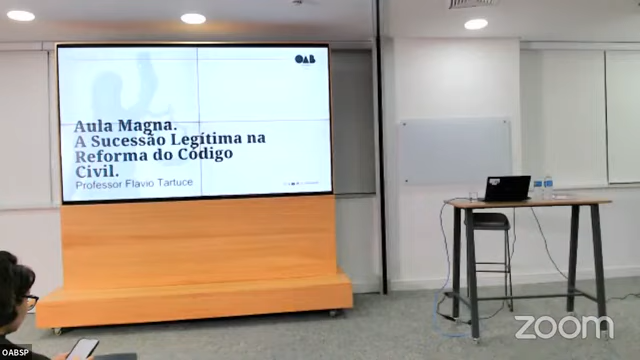 OAB
Aula Magna.
A Sucessão Legítima na
Reforma do Código
Civil.
Professor Flavio Tartuce
OABSP
zoom